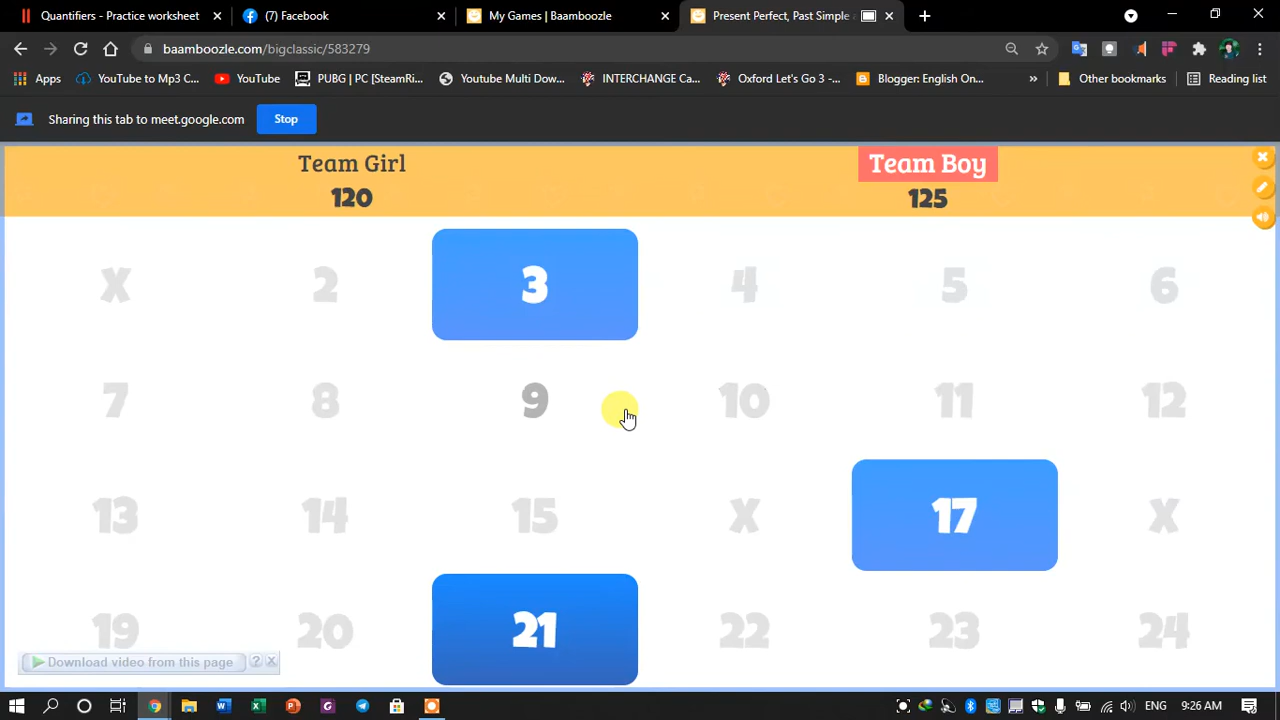 Quantifiers - Practice worksheet
(7) Facebook
My Games | Baamboozle
Present Perfect, Past Simple
baamboozle.com/bigclassic/583279
Apps
YouTube to Mp3 C...
YouTube
PUBG | PC [SteamRi...
Youtube Multi Dow...
INTERCHANGE Ca...
Oxford Let's Go 3 -...
Blogger: English On...
»
Other bookmarks
Reading list
Sharing this tab to meet.google.com
Stop
Team Girl
Team Boy
120
125
X 2 3 4 5 6
7 8 9 10 11 12
13 14 15 X 17 X
19 20 21 22 23 24
Download video from this page ? X
ENG
9:26 AM